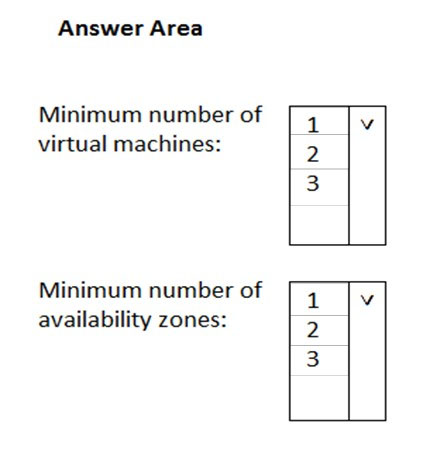 Answer Area
Minimum number of
virtual machines:
1
2
3
Minimum number of
availability zones:
1
2
3